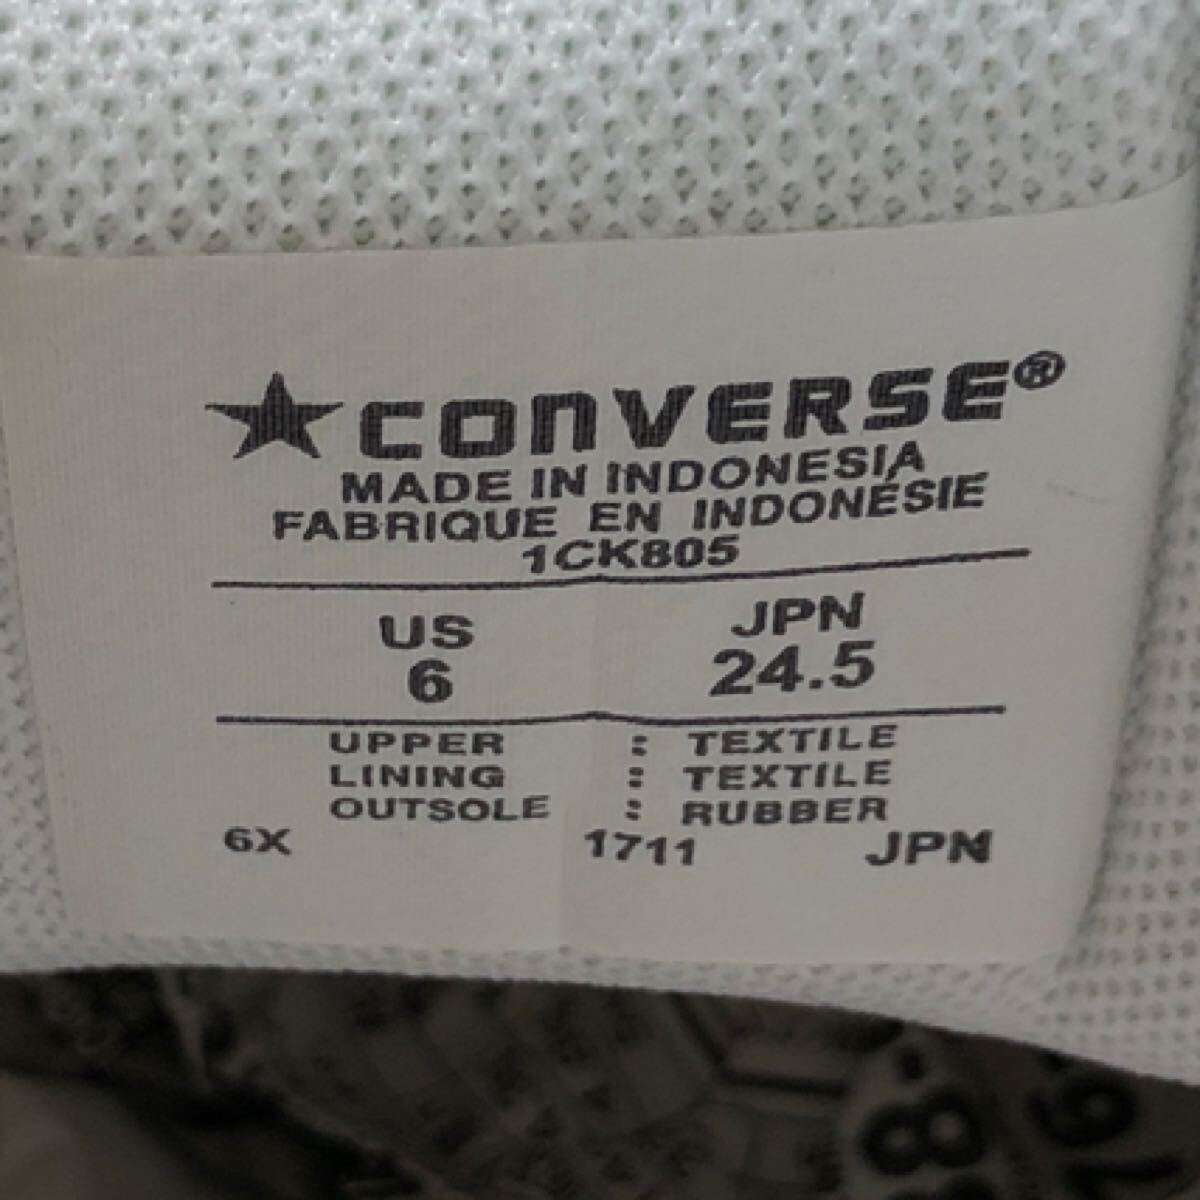 ★CONVERSE®
MADE IN INDONESIA
FABRIQUE EN INDONÉSIE
1CK805
US JPN
6 24.5
UPPER : TEXTILE
LINING : TEXTILE
OUTSOLE : RUBBER
6X 1711 JPN